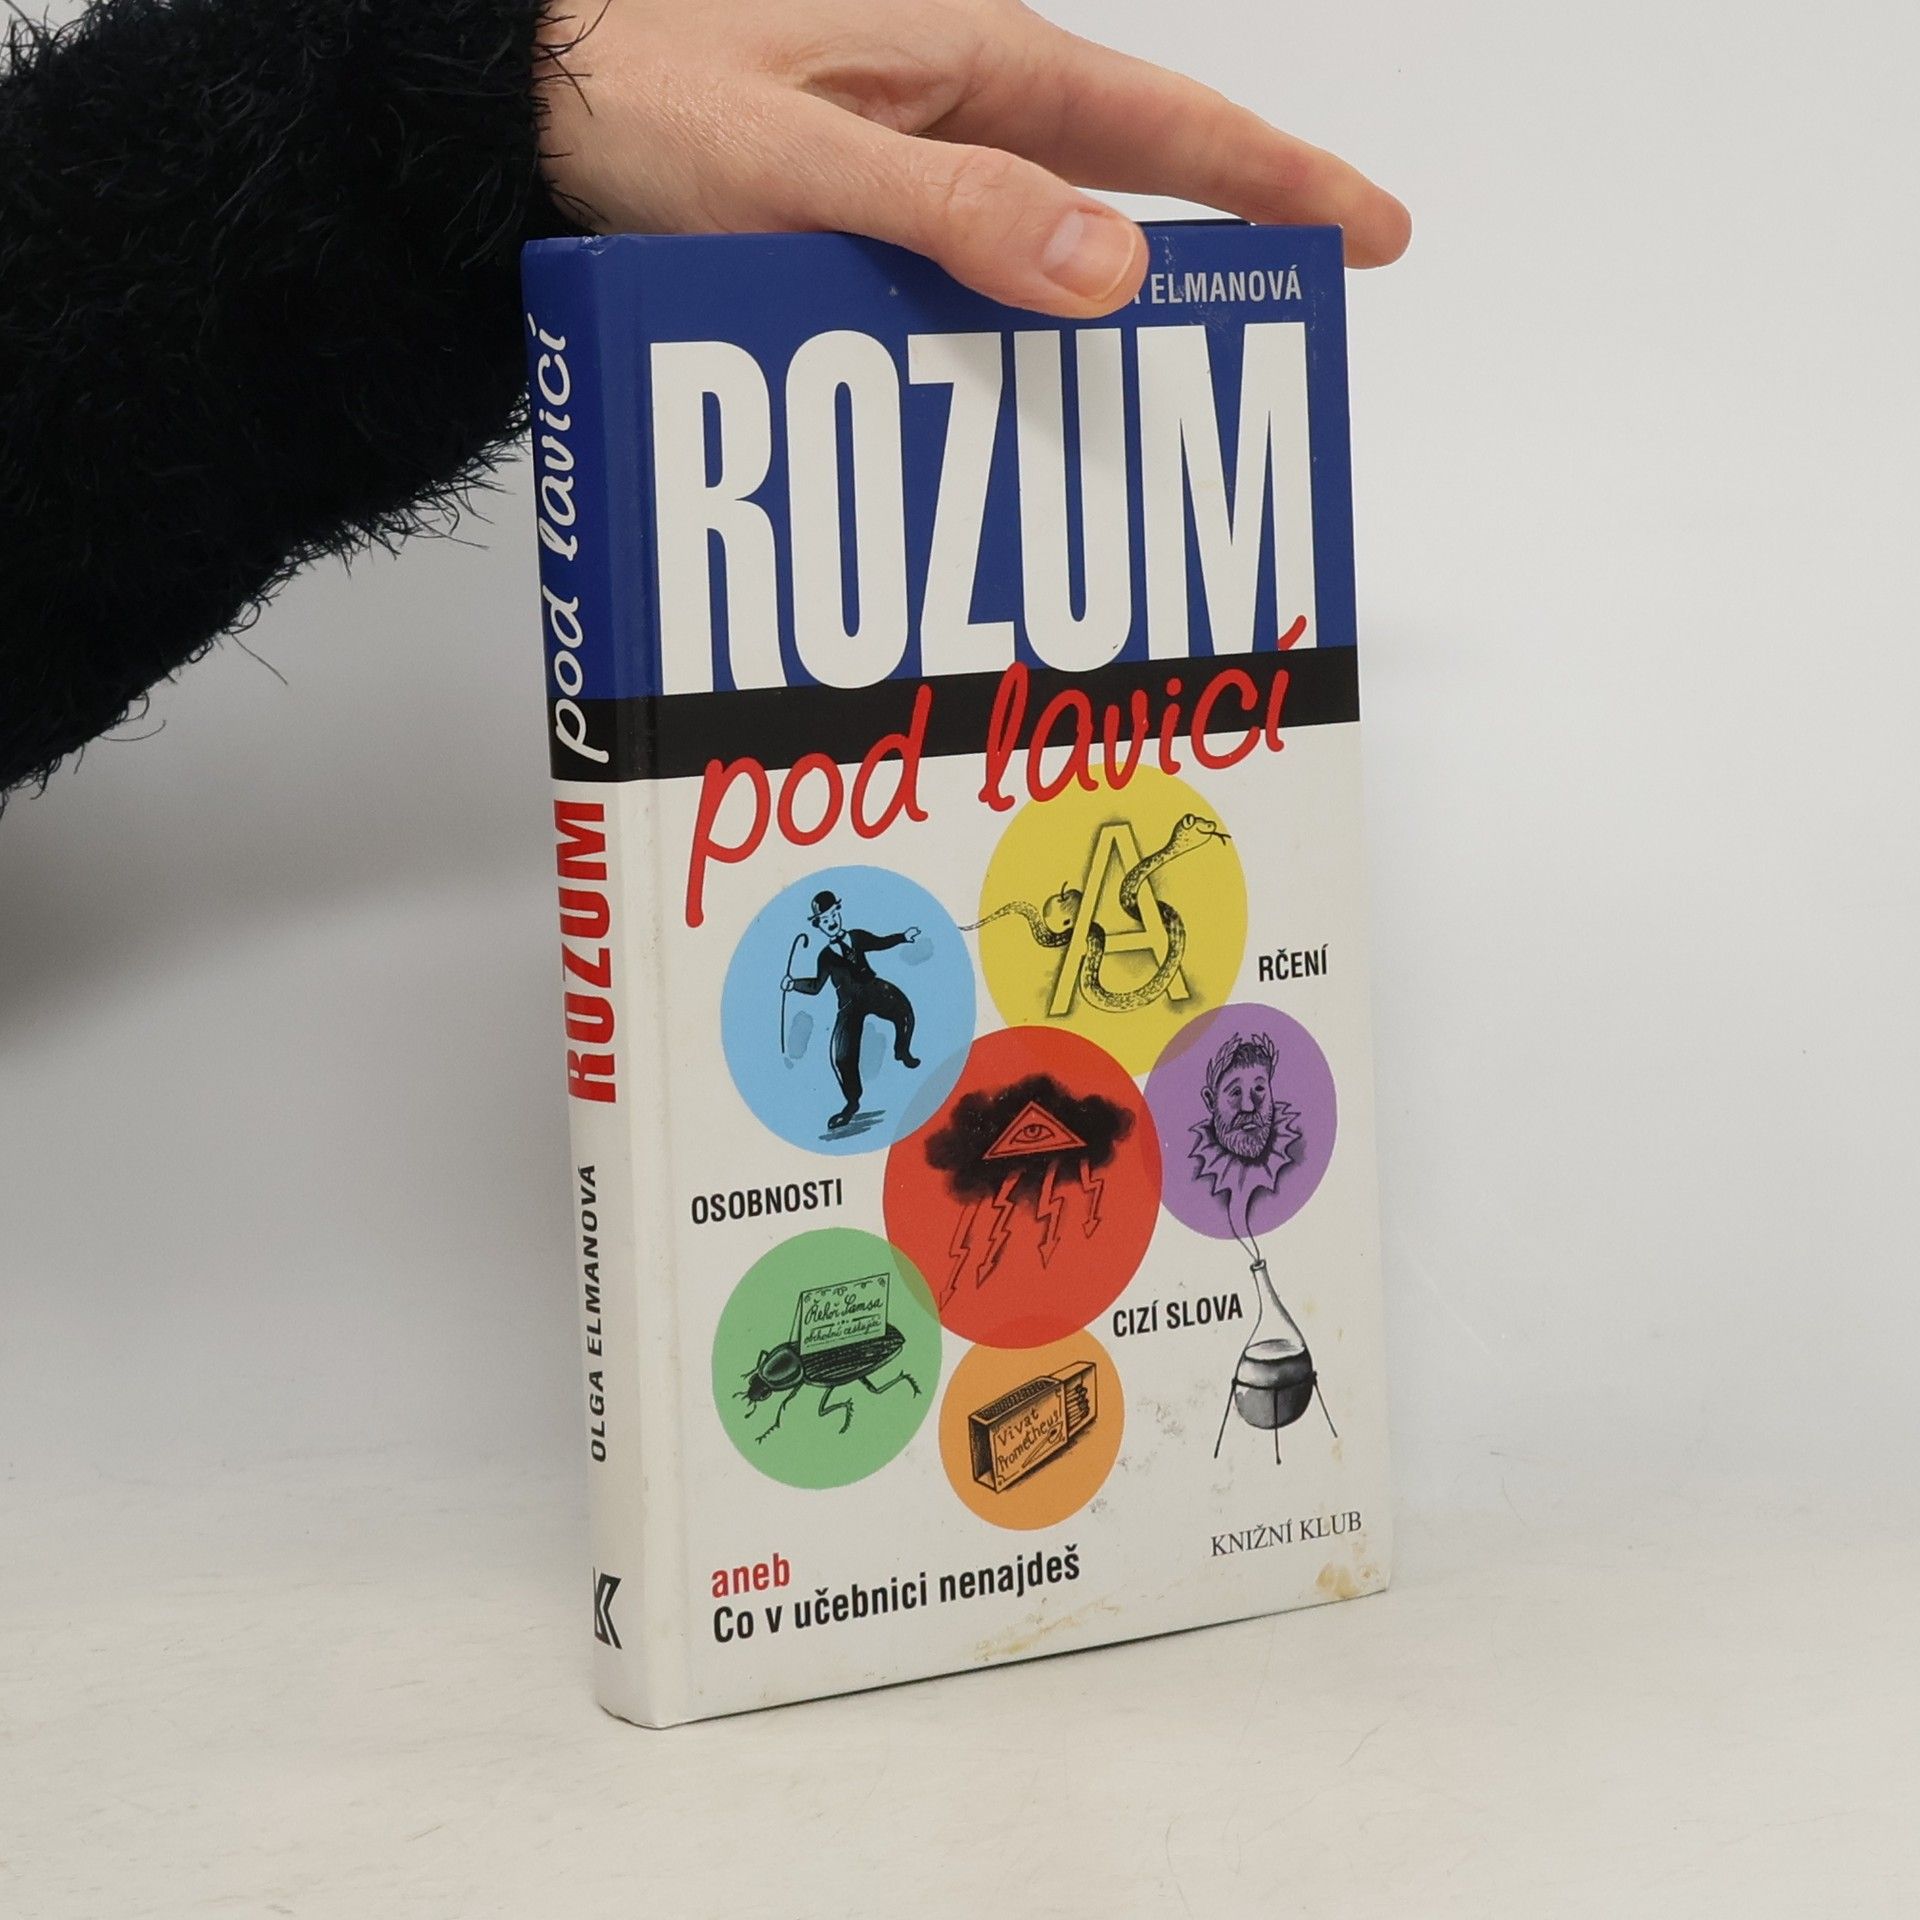 ELMANOVÁ
ROZUM
pod lavicí
RČENÍ
OSOBNOSTI
Řehoř Samsa
obchodní cestující
CIZÍ SLOVA
Vivat
Prometheus!
KNIŽNÍ KLUB
aneb
Co v učebnici nenajdeš
OLGA ELMANOVÁ ROZUM pod lavicí